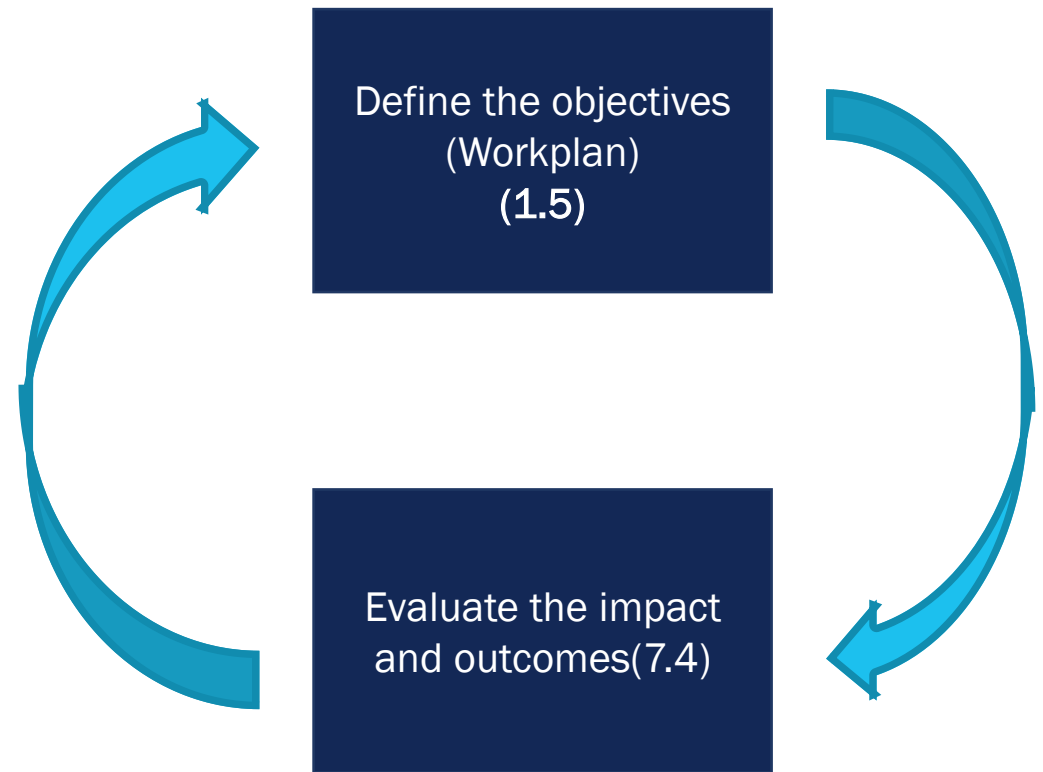 Define the objectives
(Workplan)
(1.5)
Evaluate the impact
and outcomes(7.4)